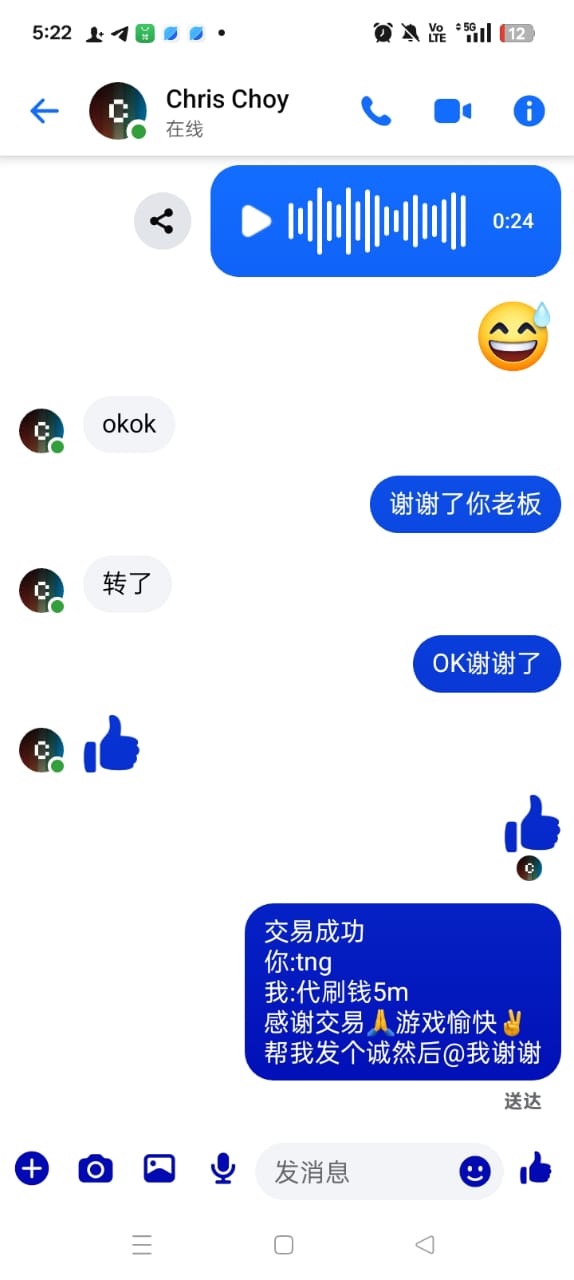 5:22
Vo
LTE
5G
12
Chris Choy
在线
0:24
okok
谢谢了你老板
转了
OK谢谢了
交易成功
你:tng
我:代刷钱5m
感谢交易🙏游戏愉快✌
帮我发个诚然后@我谢谢
送达
发消息